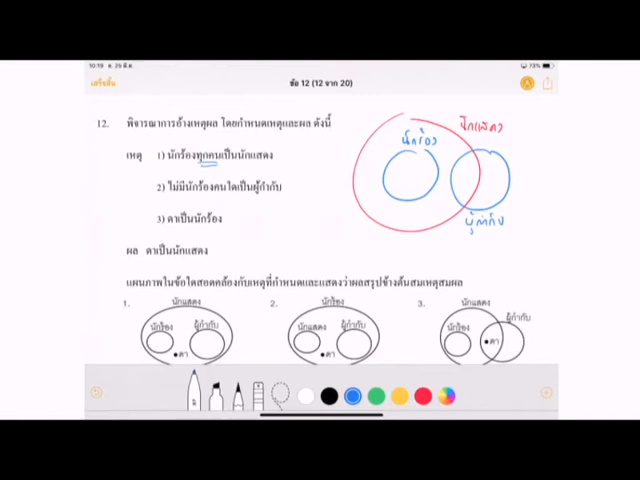 10:19 อ. 25 มิ.ย. 73%
เสร็จสิ้น ข้อ 12 (12 จาก 20)
12. พิจารณาการอ้างเหตุผล โดยกำหนดเหตุและผล ดังนี้
นักแสดง
นักร้อง
เหตุ 1) นักร้องทุกคนเป็นนักแสดง
2) ไม่มีนักร้องคนใดเป็นผู้กำกับ
3) ดาเป็นนักร้อง
ผู้กำกับ
ผล ดาเป็นนักแสดง
แผนภาพในข้อใดสอดคล้องกับเหตุที่กำหนดและแสดงว่าผลสรุปข้างต้นสมเหตุสมผล
1. นักแสดง 2. นักร้อง 3. นักแสดง
ผู้กำกับ
นักร้อง ผู้กำกับ นักแสดง ผู้กำกับ นักร้อง
ดา ดา ดา